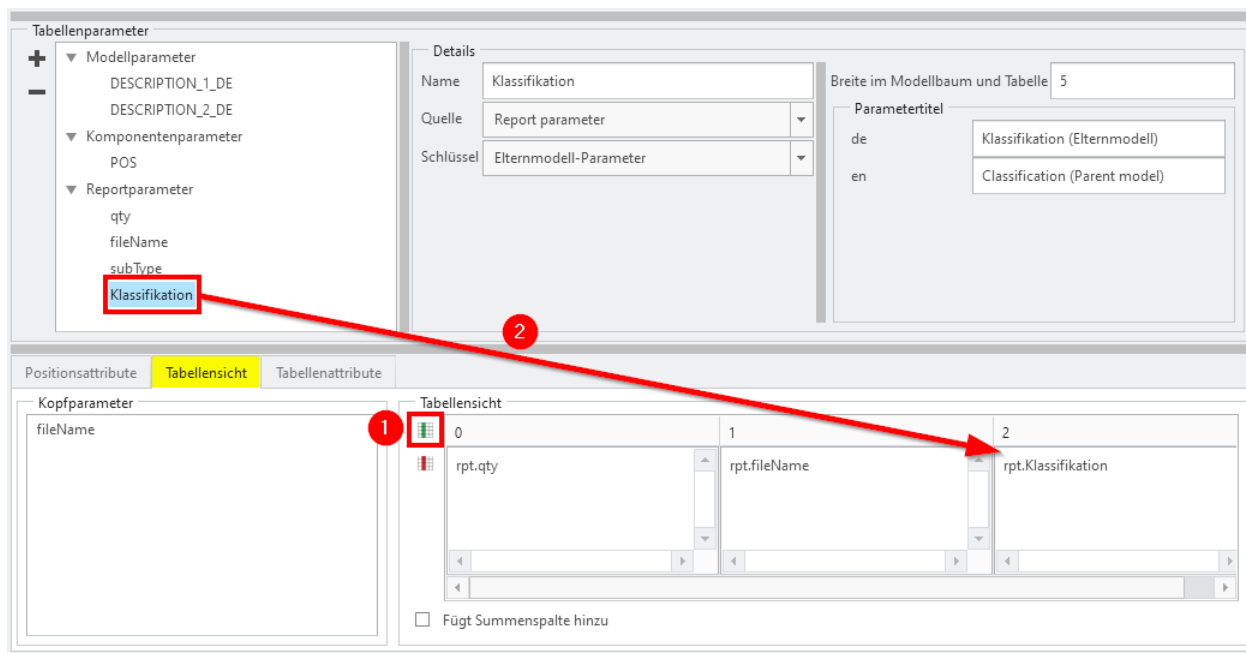 Tabellenparameter
Modellparameter
DESCRIPTION_1_DE
DESCRIPTION_2_DE
Komponentenparameter
POS
Reportparameter
qty
fileName
subType
Klassifikation
Details
Name Klassifikation
Quelle Report parameter
Schlüssel Elternmodell-Parameter
Breite im Modellbaum und Tabelle 5
Parametertitel
de Klassifikation (Elternmodell)
en Classification (Parent model)
2
Positionsattribute Tabellensicht Tabellenattribute
Kopfparameter
fileName
1
Tabellensicht
0 1 2
rpt.qty rpt.fileName rpt.Klassifikation
Fügt Summenspalte hinzu